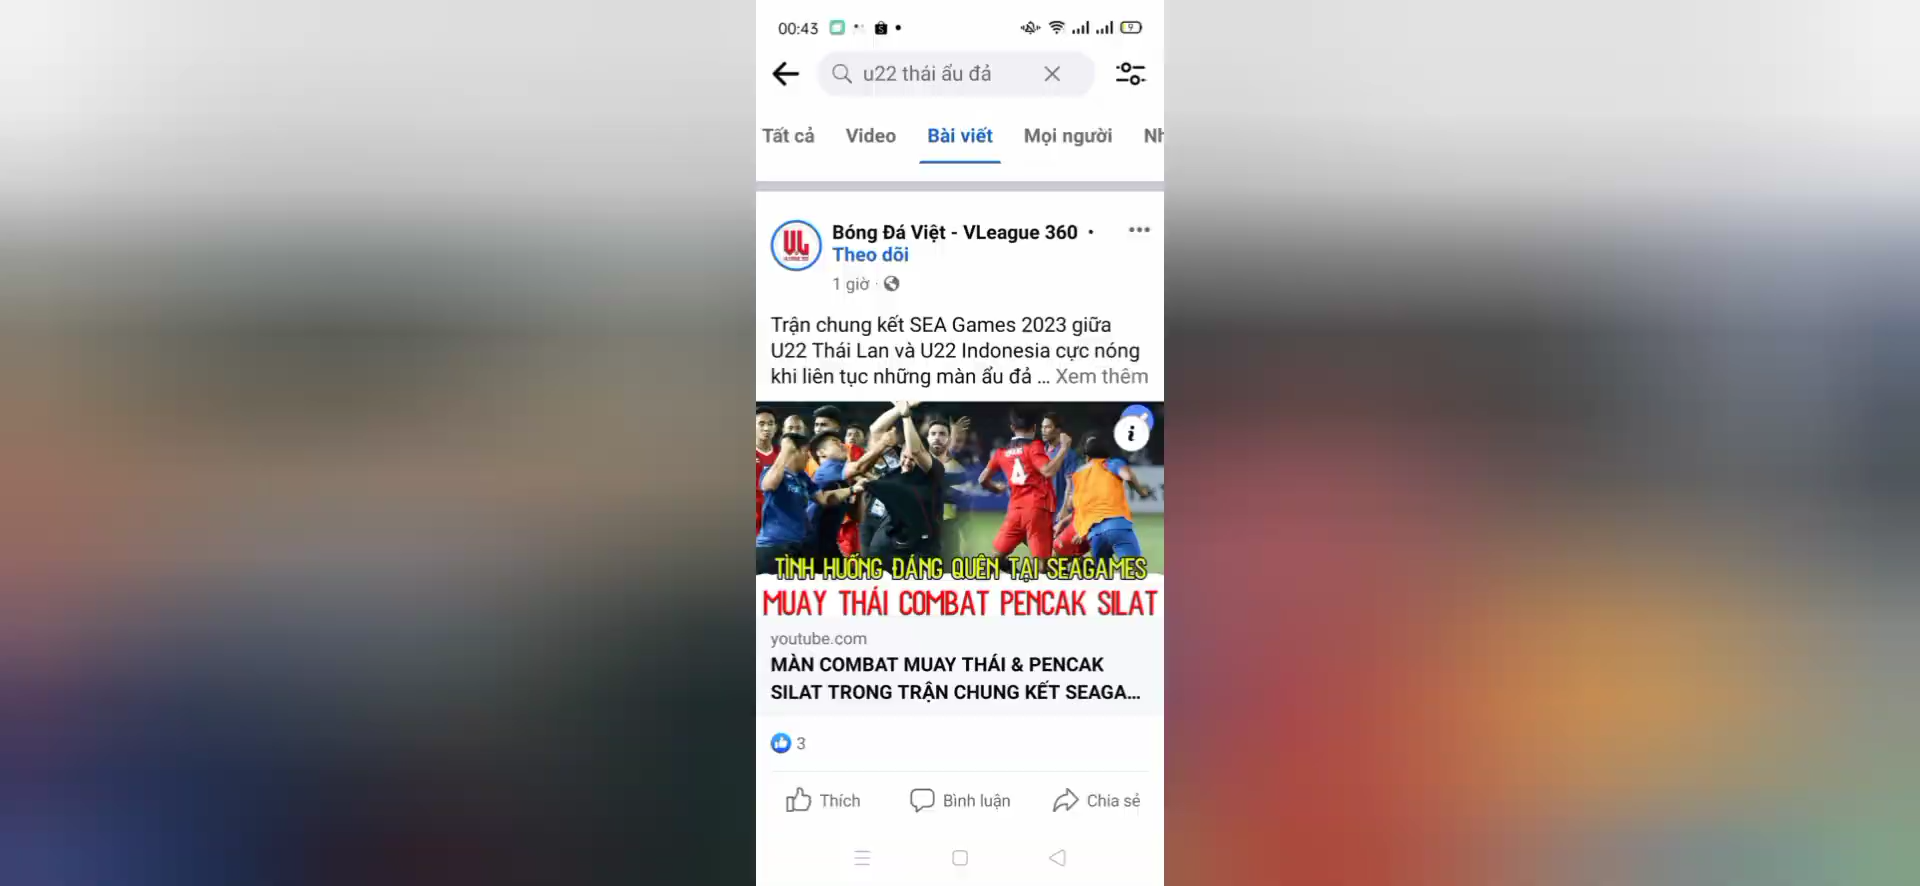 00:43
u22 thái ẩu đả
Tất cả Video Bài viết Mọi người Nh
Bóng Đá Việt - VLeague 360 ·
Theo dõi
1 giờ ·
Trận chung kết SEA Games 2023 giữa
U22 Thái Lan và U22 Indonesia cực nóng
khi liên tục những màn ẩu đả ... Xem thêm
4
TÌNH HUỐNG ĐÁNG QUÊN TẠI SEAGAMES
MUAY THÁI COMBAT PENCAK SILAT
youtube.com
MÀN COMBAT MUAY THÁI & PENCAK
SILAT TRONG TRẬN CHUNG KẾT SEAGA...
3
Thích Bình luận Chia sẻ